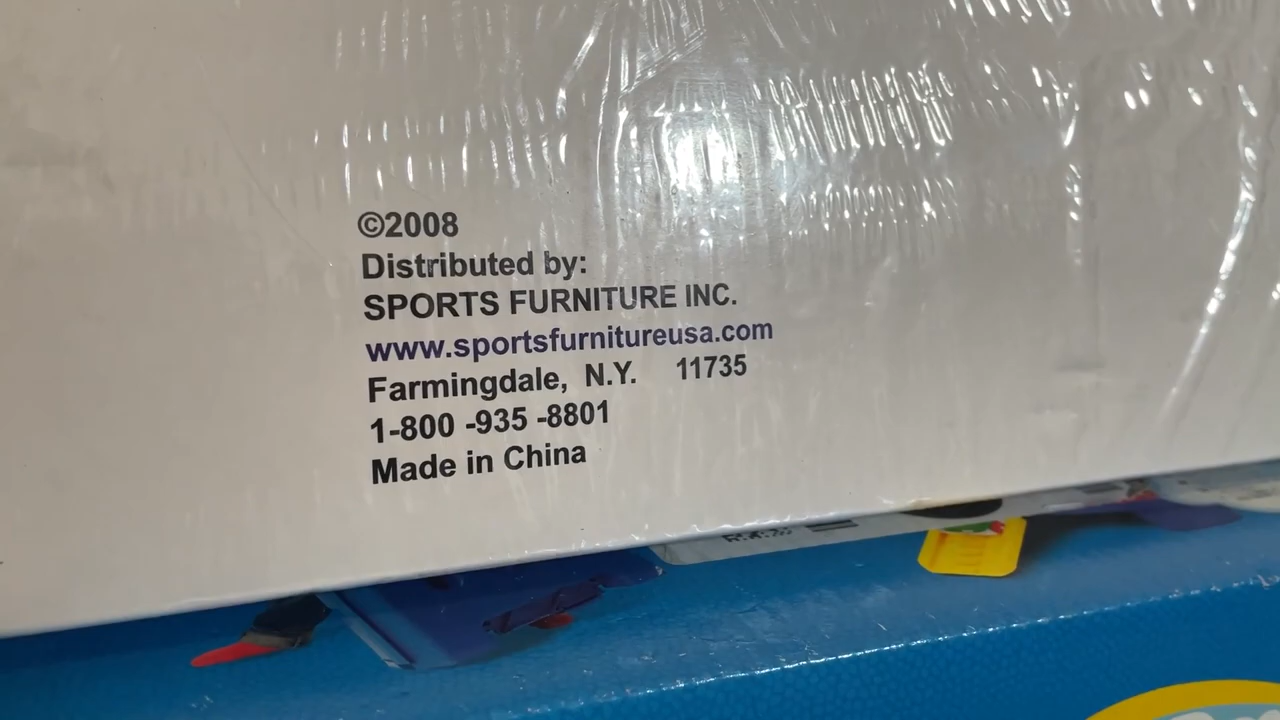 ©2008
Distributed by:
SPORTS FURNITURE INC.
www.sportsfurnitureusa.com
Farmingdale, N.Y. 11735
1-800 -935 -8801
Made in China